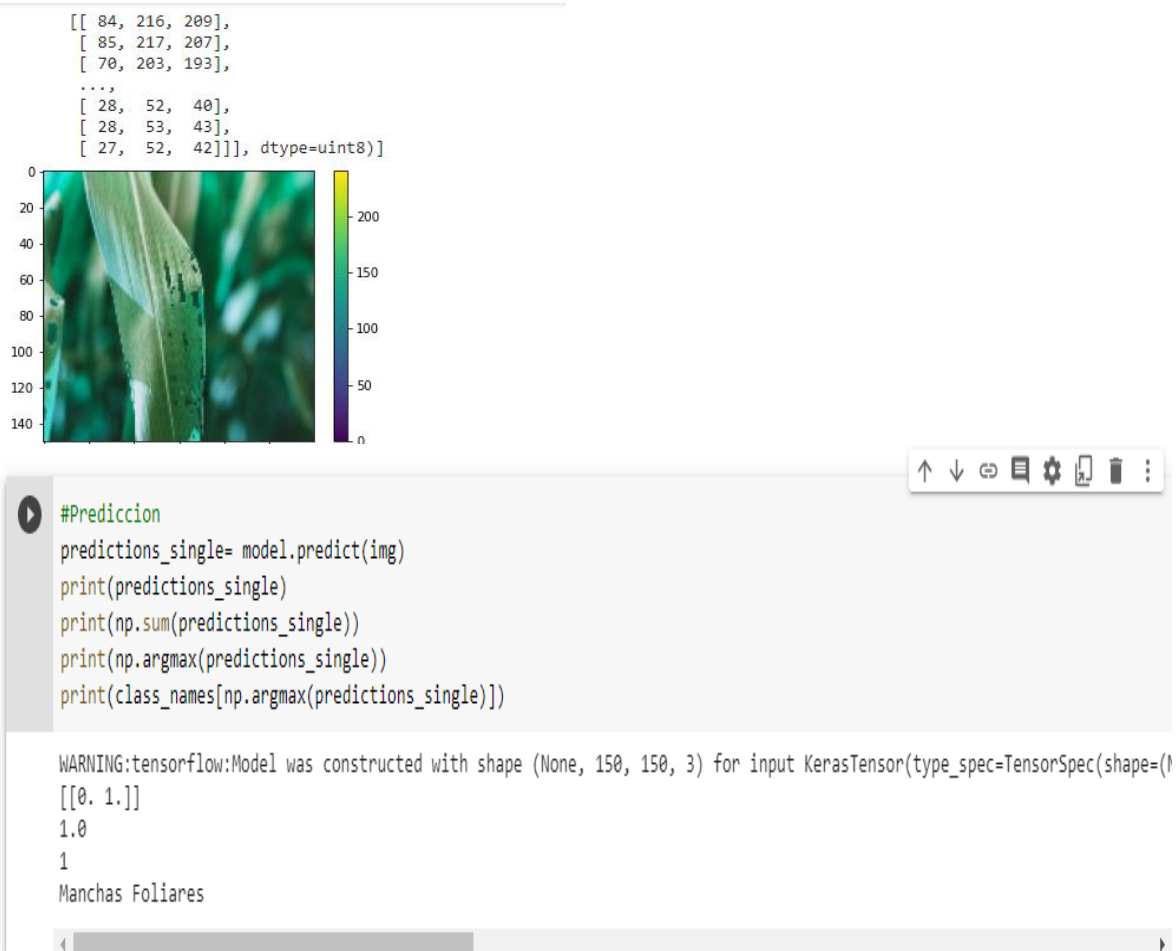 [[ 84, 216, 209],
[ 85, 217, 207],
[ 70, 203, 193],
...,
[ 28, 52, 40],
[ 28, 53, 43],
[ 27, 52, 42]]], dtype=uint8)]
0
20
40
60
80
100
120
140
200
150
100
50
0
#Prediccion
predictions_single= model.predict(img)
print(predictions_single)
print(np.sum(predictions_single))
print(np.argmax(predictions_single))
print(class_names[np.argmax(predictions_single)])
WARNING:tensorflow:Model was constructed with shape (None, 150, 150, 3) for input KerasTensor(type_spec=TensorSpec(shape=(N
[[0. 1.]]
1.0
1
Manchas Foliares